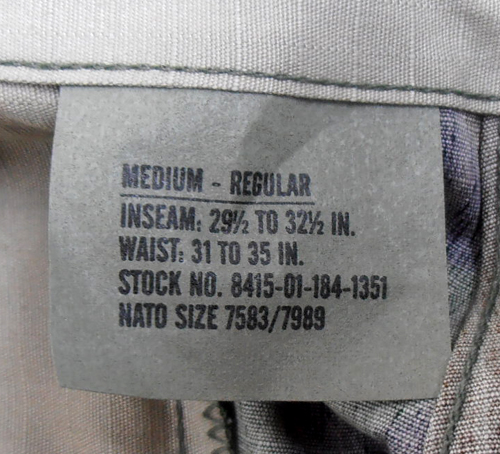 MEDIUM - REGULAR
INSEAM: 29½ TO 32½ IN.
WAIST: 31 TO 35 IN.
STOCK NO. 8415-01-184-1351
NATO SIZE 7583/7989